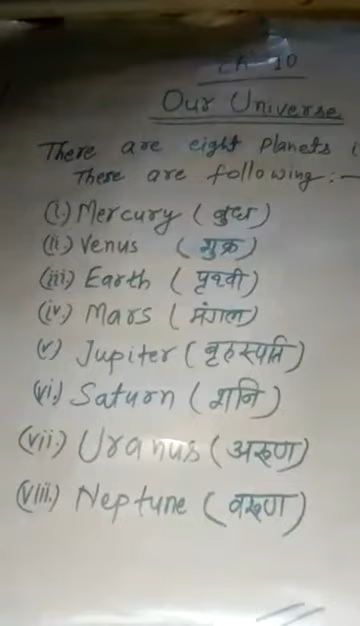 CH - 10
Our Universe
There are eight Planets
These are following:-
(i.) Mercury (बुध)
(ii.) Venus (शुक्र)
(iii.) Earth (पृथ्वी)
(iv.) Mars (मंगल)
(v) Jupiter (बृहस्पति)
(vi.) Saturn (शनि)
(vii.) Uranus (अरूण)
(viii.) Neptune (वरूण)